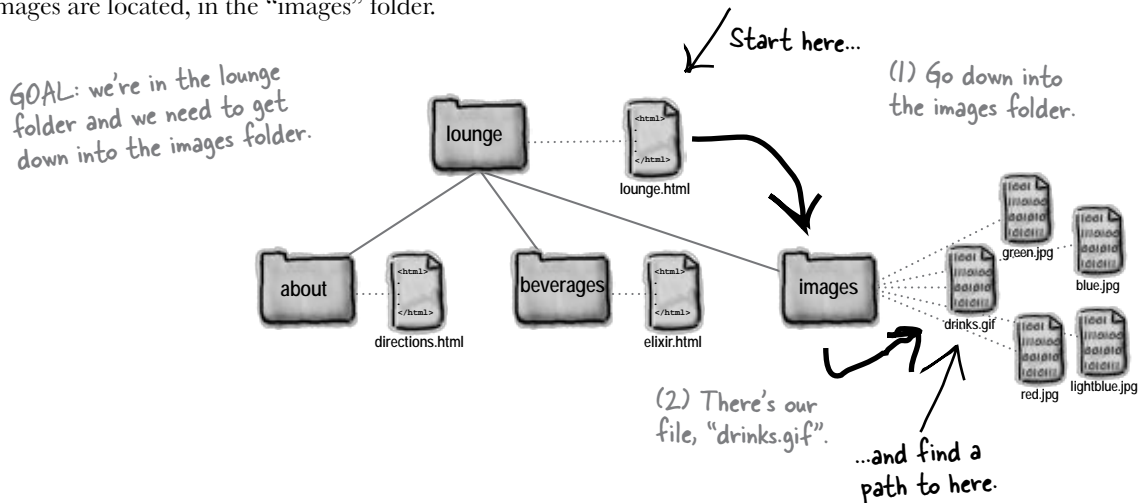 mages are located, in the “images” folder.
Start here...
GOAL: we're in the lounge
folder and we need to get
down into the images folder.
(1) Go down into
the images folder.
lounge
<html>
.
.
.
</html>
lounge.html
about
<html>
.
.
.
</html>
directions.html
beverages
<html>
.
.
.
</html>
elixir.html
images
green.jpg
blue.jpg
drinks.gif
red.jpg
lightblue.jpg
(2) There's our
file, “drinks.gif”.
...and find a
path to here.